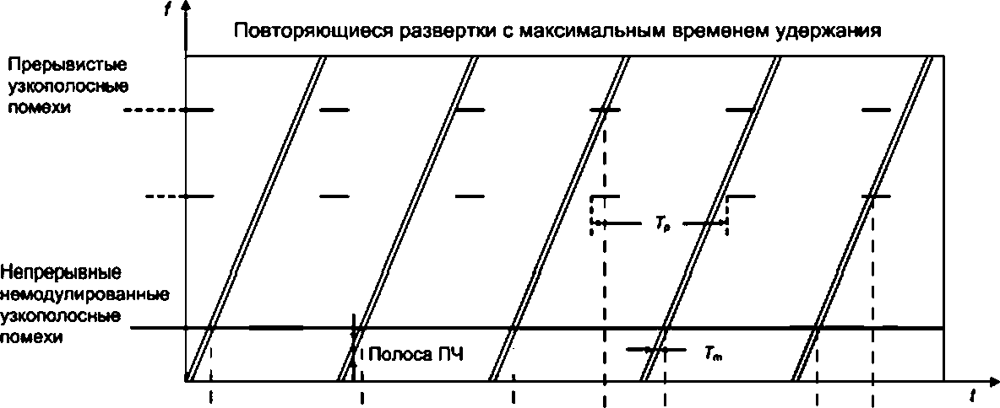 f
Повторяющиеся развертки с максимальным временем удержания
Прерывистые
узкополосные
помехи
Tp
Непрерывные
немодулированные
узкополосные
помехи
Полоса ПЧ
Tm
t